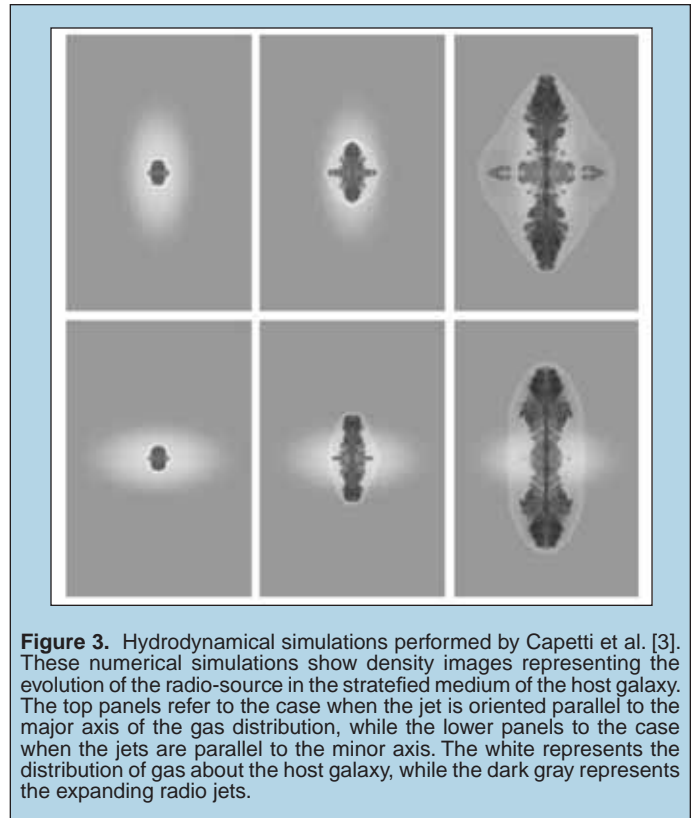 Figure 3. Hydrodynamical simulations performed by Capetti et al. [3].
These numerical simulations show density images representing the
evolution of the radio-source in the stratefied medium of the host galaxy.
The top panels refer to the case when the jet is oriented parallel to the
major axis of the gas distribution, while the lower panels to the case
when the jets are parallel to the minor axis. The white represents the
distribution of gas about the host galaxy, while the dark gray represents
the expanding radio jets.